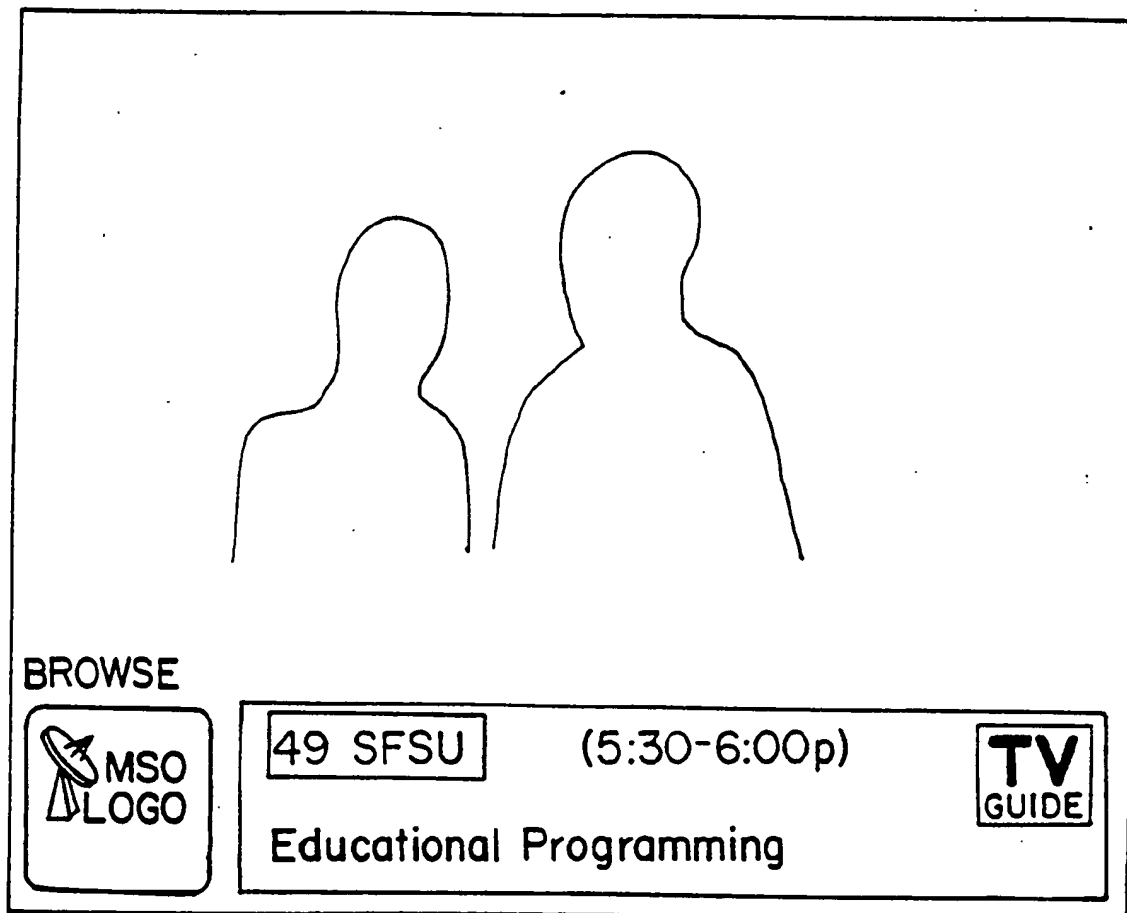 BROWSE
MSO
LOGO
49 SFSU (5:30-6:00p)
Educational Programming
TV
GUIDE